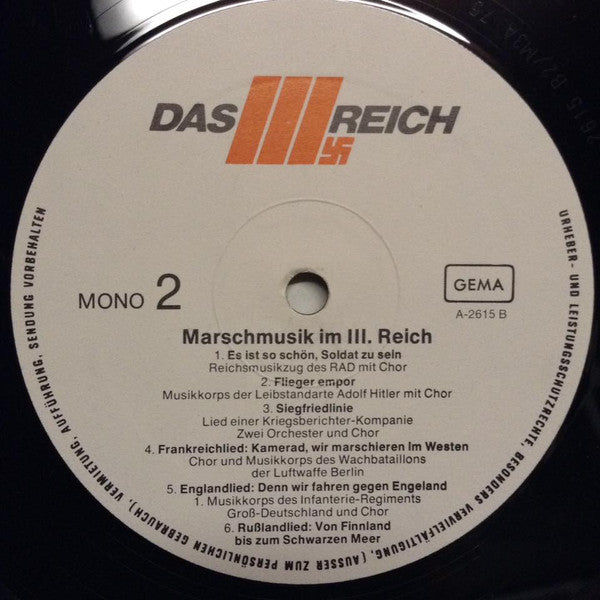 DAS III REICH
MONO 2
GEMA
A-2615 B
Marschmusik im III. Reich
1. Es ist so schön, Soldat zu sein
Reichsmusikzug des RAD mit Chor
2. Flieger empor
Musikkorps der Leibstandarte Adolf Hitler mit Chor
3. Siegfriedlinie
Lied einer Kriegsberichter-Kompanie
Zwei Orchester und Chor
4. Frankreichlied: Kamerad, wir marschieren im Westen
Chor und Musikkorps des Wachbataillons
der Luftwaffe Berlin
5. Englandlied: Denn wir fahren gegen Engeland
1. Musikkorps des Infanterie-Regiments
Groß-Deutschland und Chor
6. Rußlandlied: Von Finnland
bis zum Schwarzen Meer
URHEBER- UND LEISTUNGSSCHUTZRECHTE, BESONDERS VERVIELFÄLTIGUNG, (AUSSER ZUM PERSÖNLICHEN GEBRAUCH), VERMIETUNG, AUFFÜHRUNG, SENDUNG VORBEHALTEN